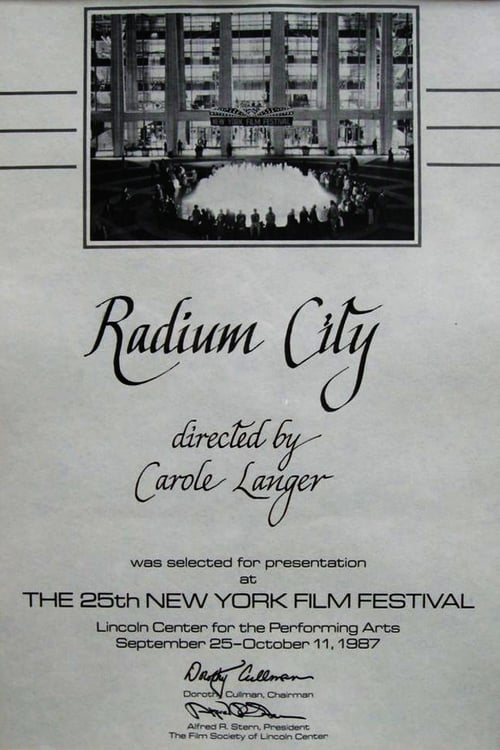 NEW YORK FILM FESTIVAL
Radium City
directed by
Carole Langer
was selected for presentation
at
THE 25th NEW YORK FILM FESTIVAL
Lincoln Center for the Performing Arts
September 25-October 11, 1987
Dorothy Cullman
Dorothy Cullman, Chairman
Alfred R. Stern, President
The Film Society of Lincoln Center